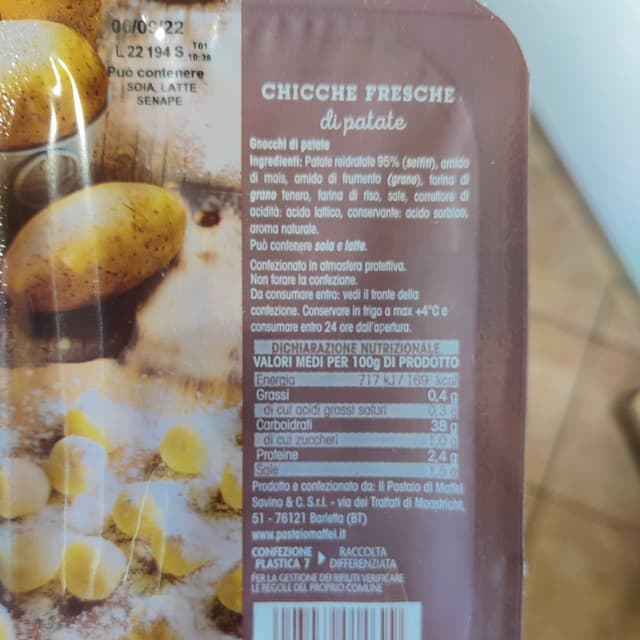 06/09/22
L 22 194 S T01
10:38
Può contenere
SOIA, LATTE
SENAPE
CHICCHE FRESCHE
di patate
Gnocchi di patate
Ingredienti: Patate reidratate 95% (solfiti), amido
di mais, amido di frumento (grano), farina di
grano tenero, farina di riso, sale, correttore di
acidità: acido lattico, conservante: acido sorbico,
aroma naturale.
Può contenere soia e latte.
Confezionato in atmosfera protettiva.
Non forare la confezione.
Da consumare entro: vedi il fronte della
confezione. Conservare in frigo a max +4°C e
consumare entro 24 ore dall'apertura.
DICHIARAZIONE NUTRIZIONALE
VALORI MEDI PER 100g DI PRODOTTO
Energia 717 kJ / 169 kcal
Grassi 0,4 g
di cui acidi grassi saturi 0,3 g
Carboidrati 38 g
di cui zuccheri 1,0 g
Proteine 2,4 g
Sale
Prodotto e confezionato da: Il Pastaio di Maffei
Savino & C. S.r.l. - via dei Trattati di Maastricht,
51 - 76121 Barletta (BT)
www.pastaiomaffei.com
CONFEZIONE RACCOLTA
PLASTICA 7 DIFFERENZIATA
PER LA GESTIONE DEI RIFIUTI VERIFICARE
LE REGOLE DEL PROPRIO COMUNE